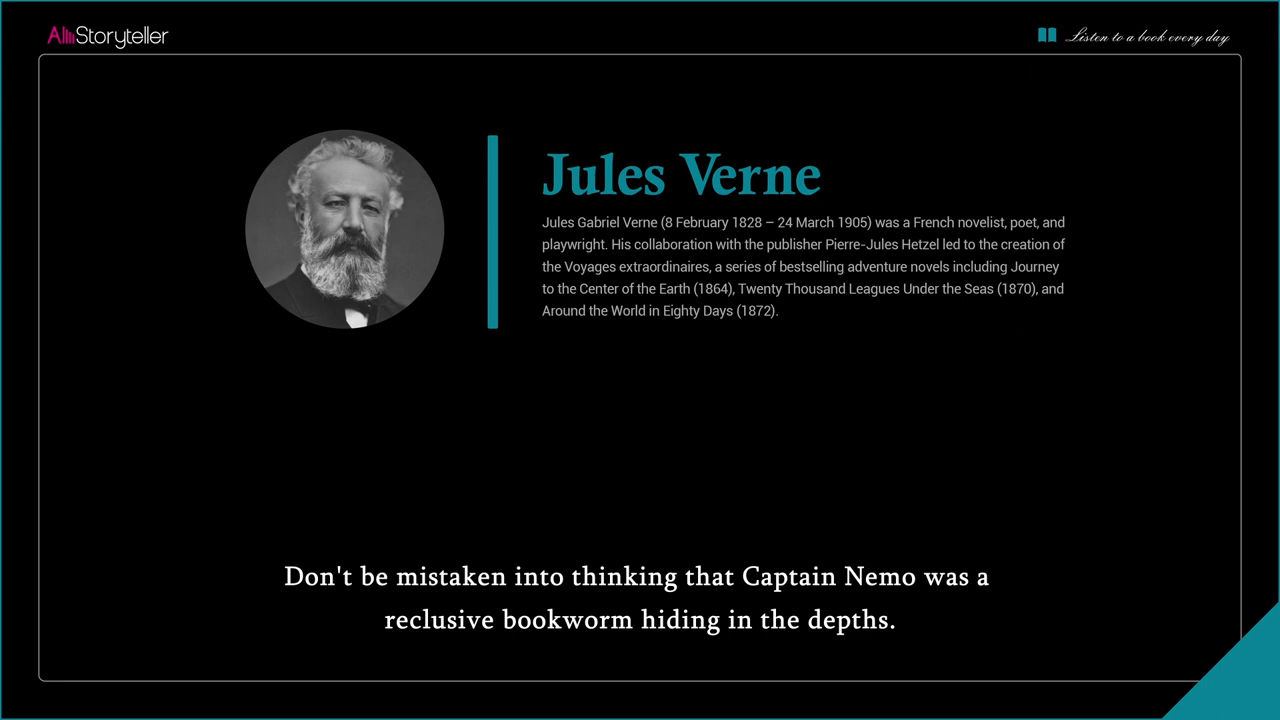 AllStoryteller
Listen to a book every day
Jules Verne
Jules Gabriel Verne (8 February 1828 – 24 March 1905) was a French novelist, poet, and
playwright. His collaboration with the publisher Pierre-Jules Hetzel led to the creation of
the Voyages extraordinaires, a series of bestselling adventure novels including Journey
to the Center of the Earth (1864), Twenty Thousand Leagues Under the Seas (1870), and
Around the World in Eighty Days (1872).
Don't be mistaken into thinking that Captain Nemo was a
reclusive bookworm hiding in the depths.